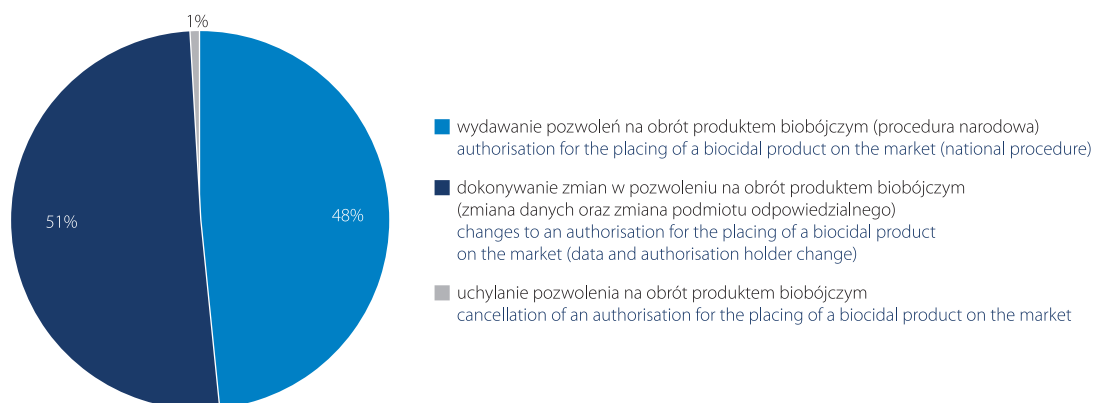 1%
51%
48%
wydawanie pozwoleń na obrót produktem biobójczym (procedura narodowa)
authorisation for the placing of a biocidal product on the market (national procedure)
dokonywanie zmian w pozwoleniu na obrót produktem biobójczym
(zmiana danych oraz zmiana podmiotu odpowiedzialnego)
changes to an authorisation for the placing of a biocidal product
on the market (data and authorisation holder change)
uchylanie pozwolenia na obrót produktem biobójczym
cancellation of an authorisation for the placing of a biocidal product on the market